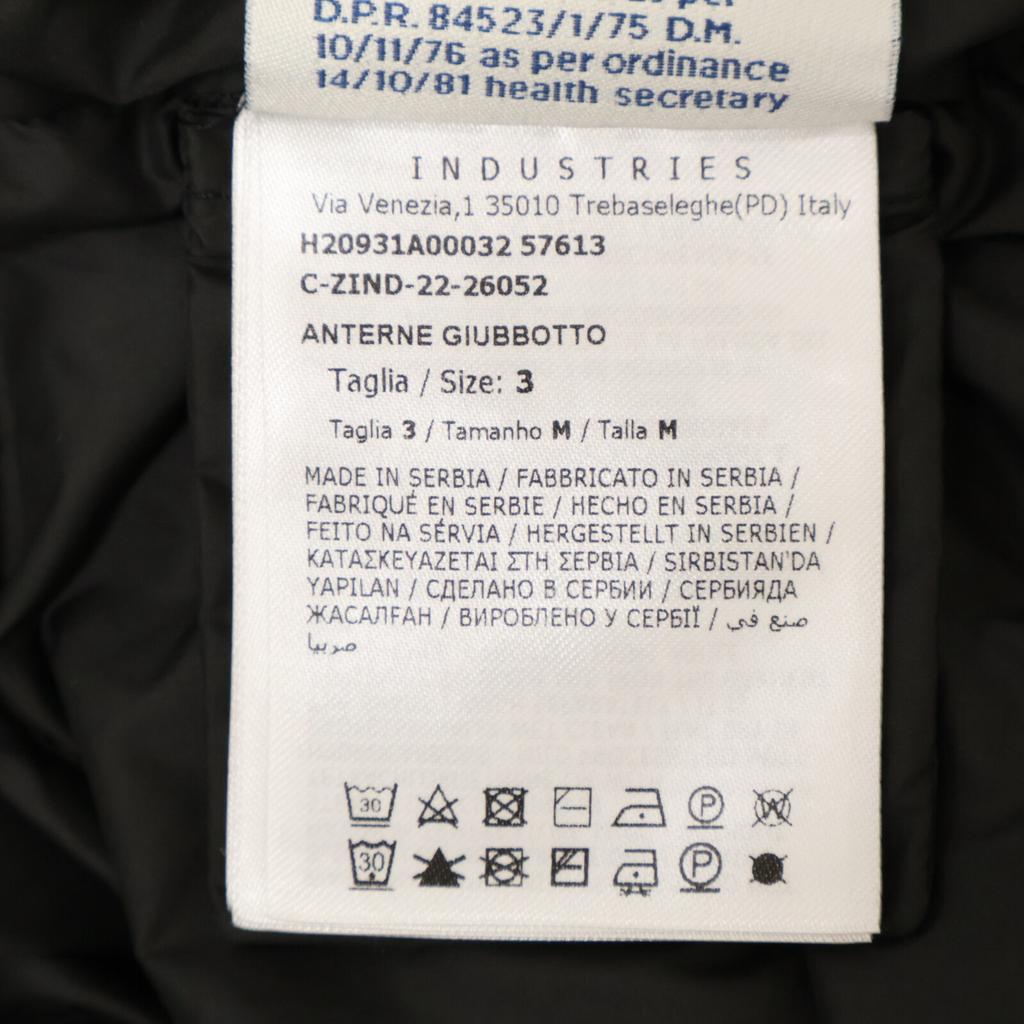 D.P.R. 84523/1/75 D.M.
10/11/76 as per ordinance
14/10/81 health secretary
INDUSTRIES
Via Venezia,1 35010 Trebaseleghe(PD) Italy
H20931A00032 57613
C-ZIND-22-26052
ANTERNE GIUBBOTTO
Taglia / Size: 3
Taglia 3 / Tamanho M / Talla M
MADE IN SERBIA / FABBRICATO IN SERBIA /
FABRIQUÉ EN SERBIE / HECHO EN SERBIA /
FEITO NA SÉRVIA / HERGESTELLT IN SERBIEN /
ΚΑΤΑΣΚΕΥΑΖΕΤΑΙ ΣΤΗ ΣΕΡΒΙΑ / SIRBISTAN'DA
YAPILAN / СДЕЛАНО В СЕРБИИ / СЕРБИЯДА
ЖАСАЛҒАН / ВИРОБЛЕНО У СЕРБІЇ / صنع في
صربيا
30 P W
30 P